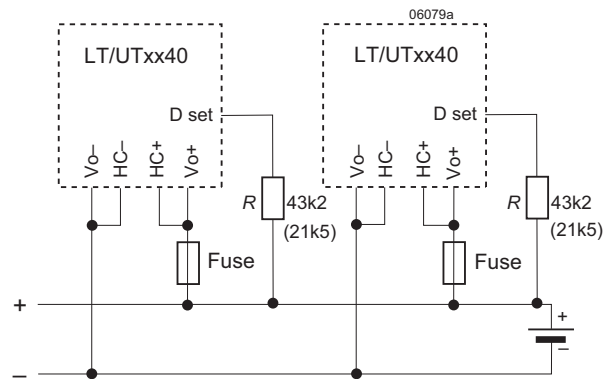 06079a
LT/UTxx40
LT/UTxx40
D set
D set
Vo–
HC–
HC+
Vo+
Vo–
HC–
HC+
Vo+
R
43k2
(21k5)
R
43k2
(21k5)
Fuse
Fuse
+
+
–
–